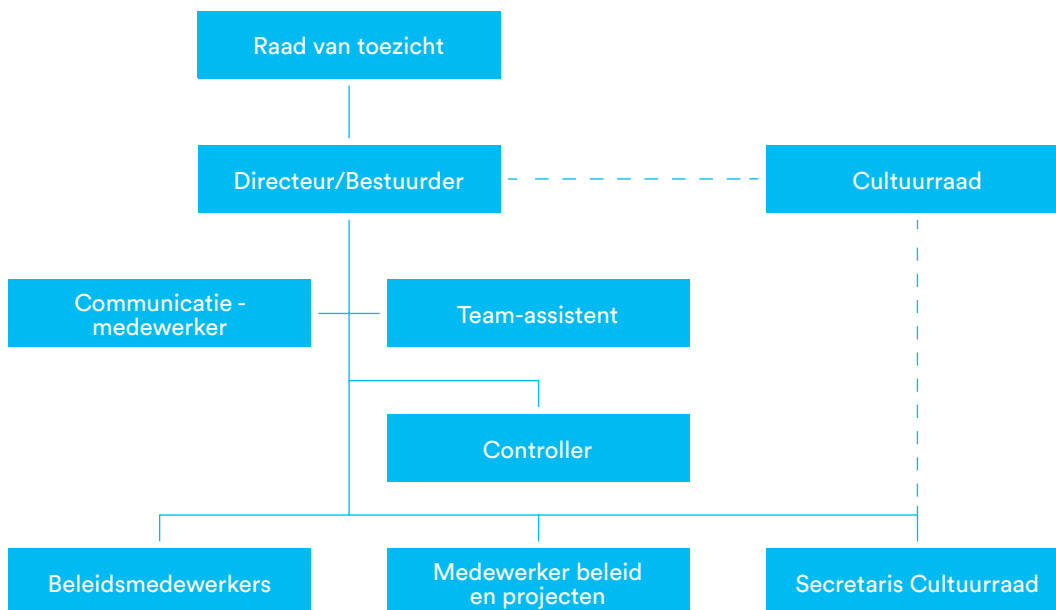 Raad van toezicht
Directeur/Bestuurder
Cultuurraad
Communicatie -
medewerker
Team-assistent
Controller
Beleidsmedewerkers
Medewerker beleid
en projecten
Secretaris Cultuurraad